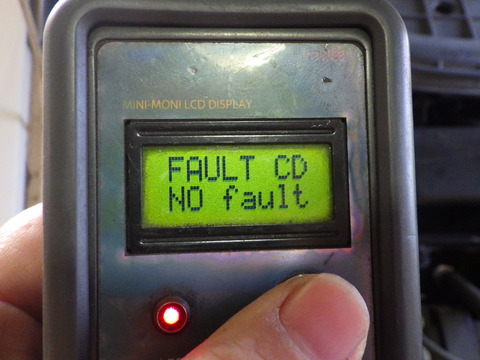 MINI-MONI LCD DISPLAY
FAULT CD
NO fault